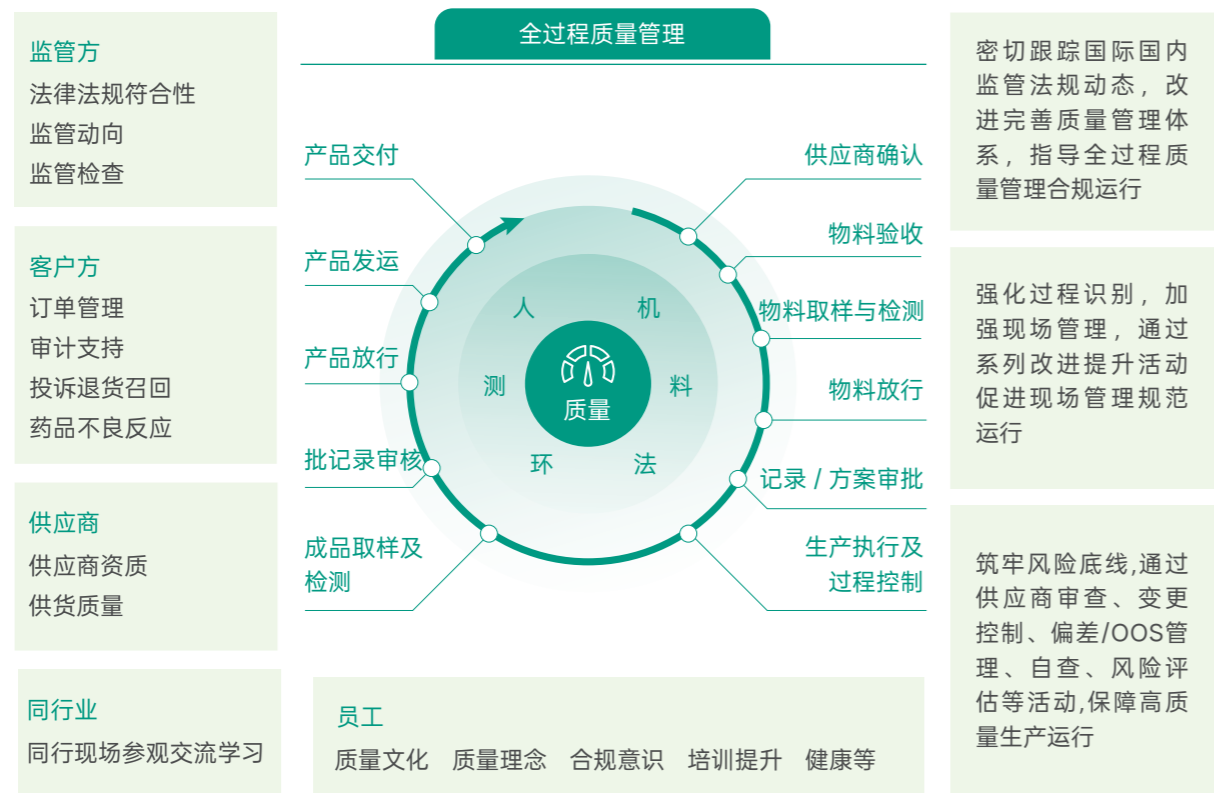 全过程质量管理
监管方
法律法规符合性
监管动向
监管检查
客户方
订单管理
审计支持
投诉退货召回
药品不良反应
供应商
供应商资质
供货质量
同行业
同行现场参观交流学习
产品交付
产品发运
产品放行
批记录审核
成品取样及
检测
人
机
测
料
质量
环
法
供应商确认
物料验收
物料取样与检测
物料放行
记录 / 方案审批
生产执行及
过程控制
员工
质量文化 质量理念 合规意识 培训提升 健康等
密切跟踪国际国内
监管法规动态，改
进完善质量管理体
系，指导全过程质
量管理合规运行
强化过程识别，加
强现场管理，通过
系列改进提升活动
促进现场管理规范
运行
筑牢风险底线,通过
供应商审查、变更
控制、偏差/OOS管
理、自查、风险评
估等活动,保障高质
量生产运行